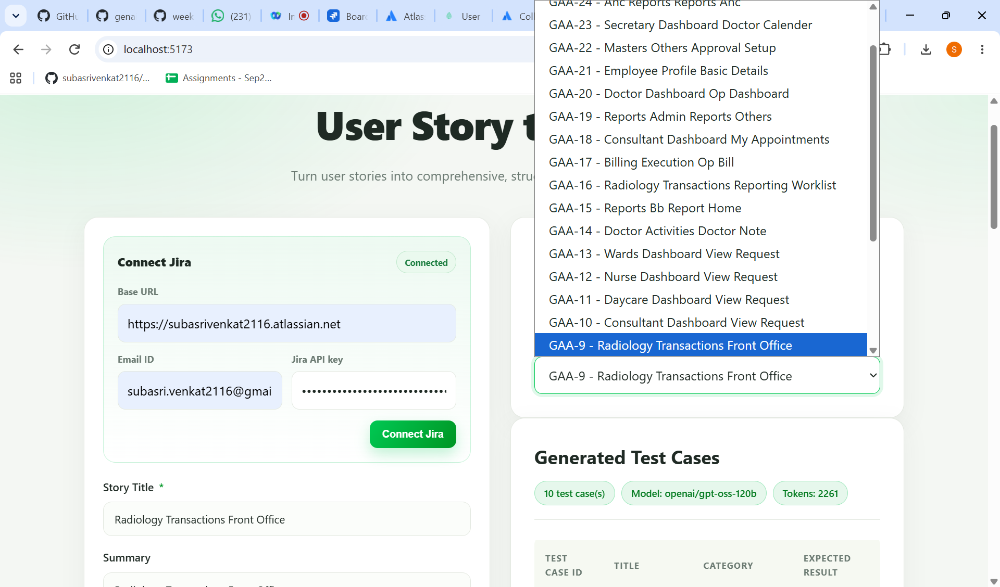 GitHu
gena
week
(231)
In
Board
Atlas
User
Coll
localhost:5173
S
subasrivenkat2116/...
Assignments - Sep2...
User Story t
Turn user stories into comprehensive, stru
GAA-24 - Anc Reports Reports Anc
GAA-23 - Secretary Dashboard Doctor Calender
GAA-22 - Masters Others Approval Setup
GAA-21 - Employee Profile Basic Details
GAA-20 - Doctor Dashboard Op Dashboard
GAA-19 - Reports Admin Reports Others
GAA-18 - Consultant Dashboard My Appointments
GAA-17 - Billing Execution Op Bill
GAA-16 - Radiology Transactions Reporting Worklist
GAA-15 - Reports Bb Report Home
GAA-14 - Doctor Activities Doctor Note
GAA-13 - Wards Dashboard View Request
GAA-12 - Nurse Dashboard View Request
GAA-11 - Daycare Dashboard View Request
GAA-10 - Consultant Dashboard View Request
GAA-9 - Radiology Transactions Front Office
GAA-9 - Radiology Transactions Front Office
Connect Jira
Connected
Base URL
https://subasrivenkat2116.atlassian.net
Email ID
Jira API key
subasri.venkat2116@gmai
Connect Jira
Story Title *
Radiology Transactions Front Office
Summary
Generated Test Cases
10 test case(s)
Model: openai/gpt-oss-120b
Tokens: 2261
TEST CASE ID
TITLE
CATEGORY
EXPECTED RESULT